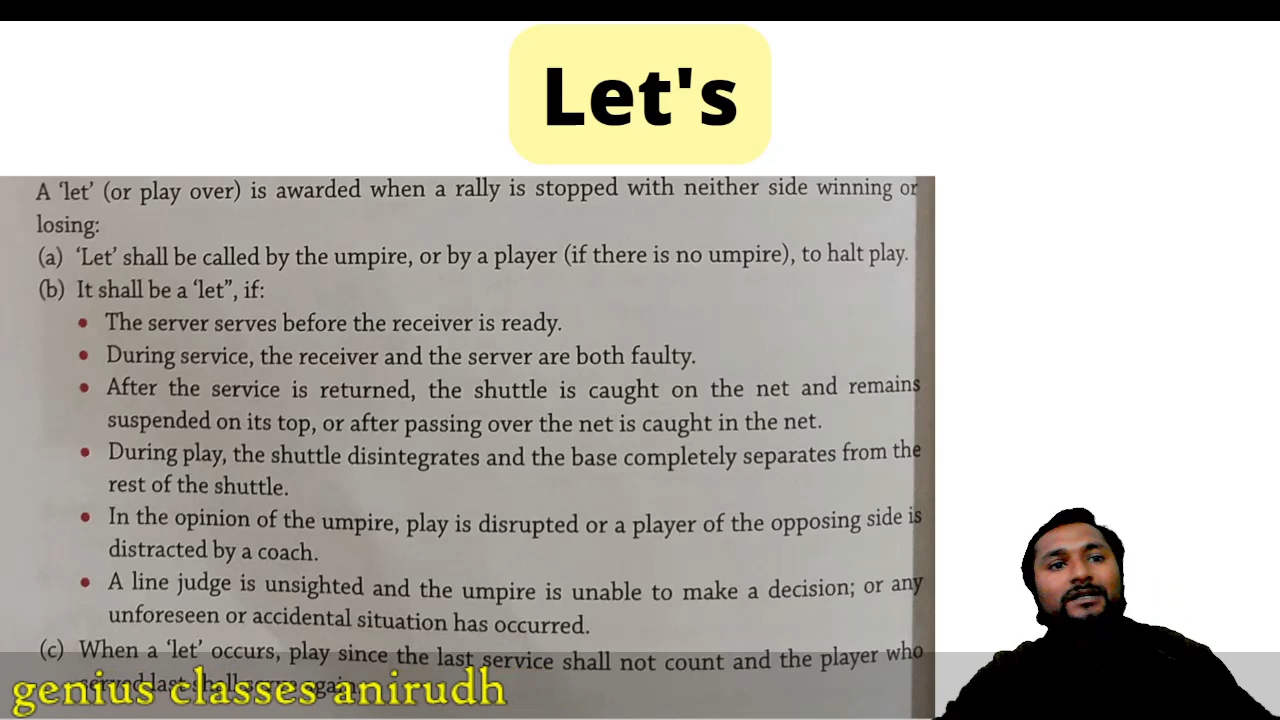 Let's
A ‘let’ (or play over) is awarded when a rally is stopped with neither side winning or
losing:
(a) ‘Let’ shall be called by the umpire, or by a player (if there is no umpire), to halt play.
(b) It shall be a ‘let”, if:
• The server serves before the receiver is ready.
• During service, the receiver and the server are both faulty.
• After the service is returned, the shuttle is caught on the net and remains
suspended on its top, or after passing over the net is caught in the net.
• During play, the shuttle disintegrates and the base completely separates from the
rest of the shuttle.
• In the opinion of the umpire, play is disrupted or a player of the opposing side is
distracted by a coach.
• A line judge is unsighted and the umpire is unable to make a decision; or any
unforeseen or accidental situation has occurred.
(c) When a ‘let’ occurs, play since the last service shall not count and the player who
served last shall serve again.
genius classes anirudh